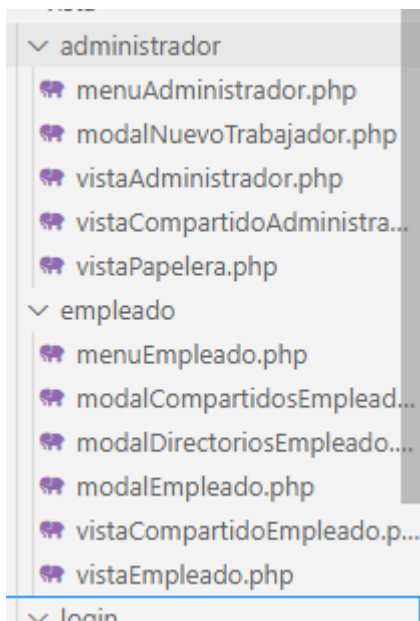 administrador
menuAdministrador.php
modalNuevoTrabajador.php
vistaAdministrador.php
vistaCompartidoAdministra...
vistaPapelera.php
empleado
menuEmpleado.php
modalCompartidosEmplead...
modalDirectoriosEmpleado....
modalEmpleado.php
vistaCompartidoEmpleado.p...
vistaEmpleado.php
login